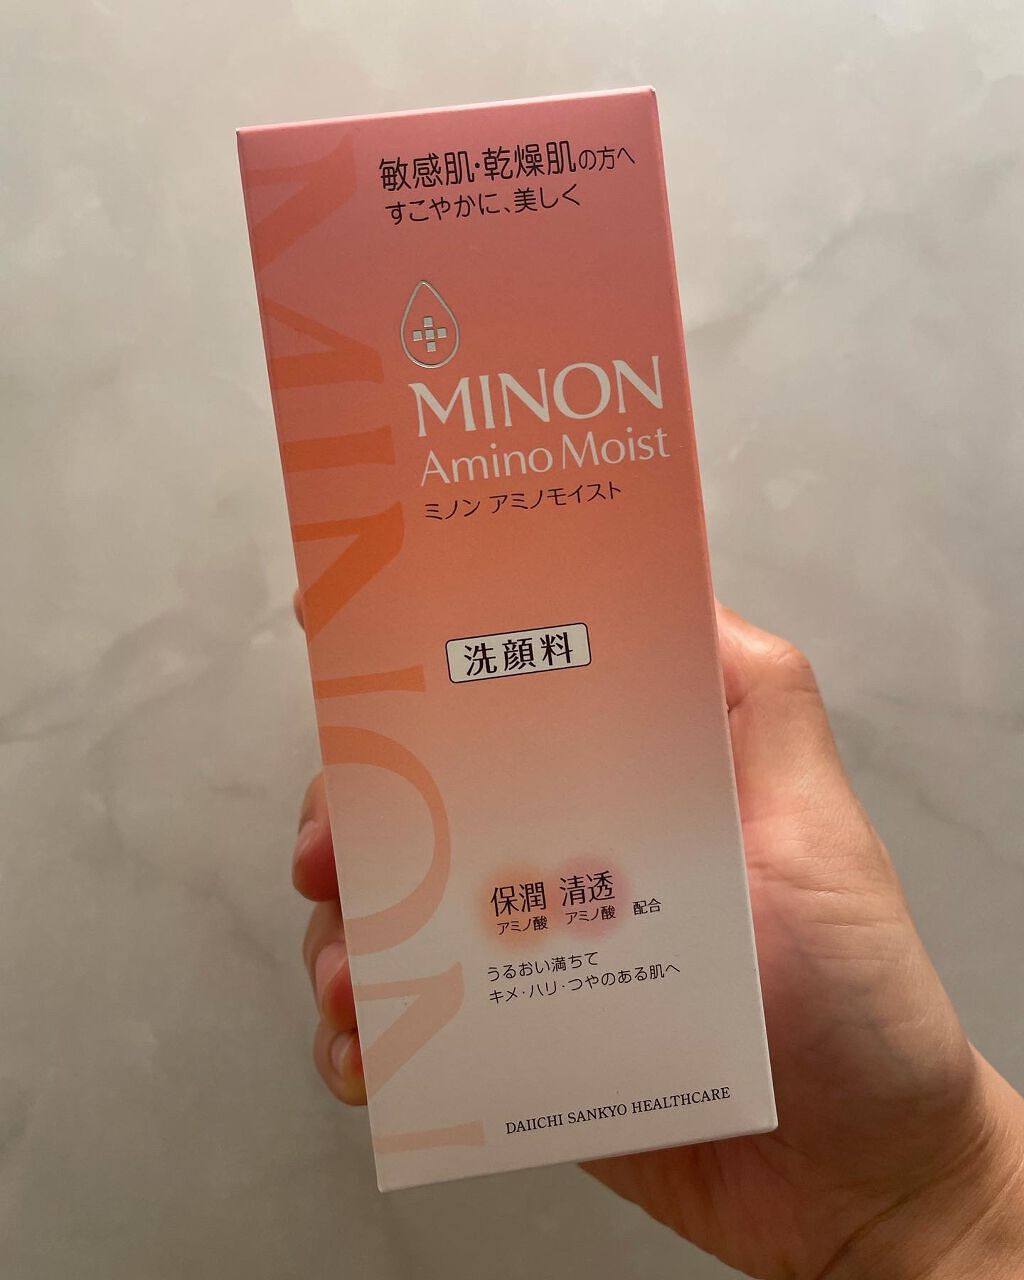 敏感肌・乾燥肌の方へ
すこやかに、美しく
MINON
Amino Moist
ミノン アミノモイスト
洗顔料
保潤 清透 配合
アミノ酸 アミノ酸
うるおい満ちて
キメ・ハリ・つやのある肌へ
DAIICHI SANKYO HEALTHCARE
MINON